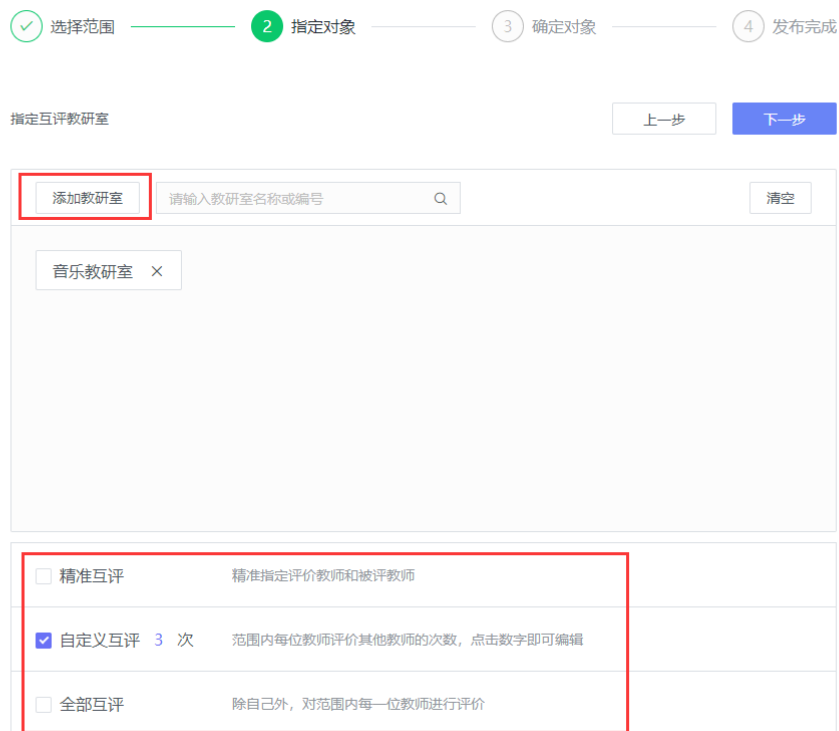 选择范围 2 指定对象 3 确定对象 4 发布完成
指定互评教研室 上一步 下一步
添加教研室 请输入教研室名称或编号 清空
音乐教研室 ×
精准互评 精准指定评价教师和被评教师
自定义互评 3 次 范围内每位教师评价其他教师的次数，点击数字即可编辑
全部互评 除自己外，对范围内每一位教师进行评价